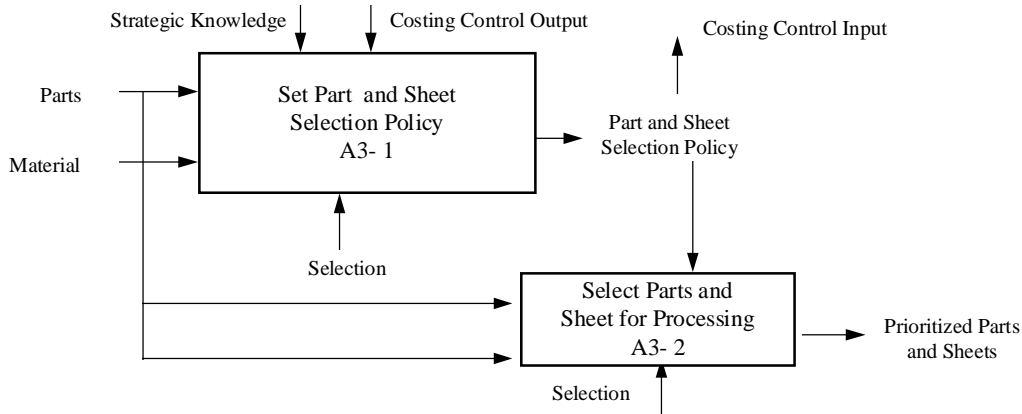 Strategic Knowledge
Costing Control Output
Costing Control Input
Parts
Material
Set Part and Sheet
Selection Policy
A3- 1
Part and Sheet
Selection Policy
Selection
Select Parts and
Sheet for Processing
A3- 2
Prioritized Parts
and Sheets
Selection